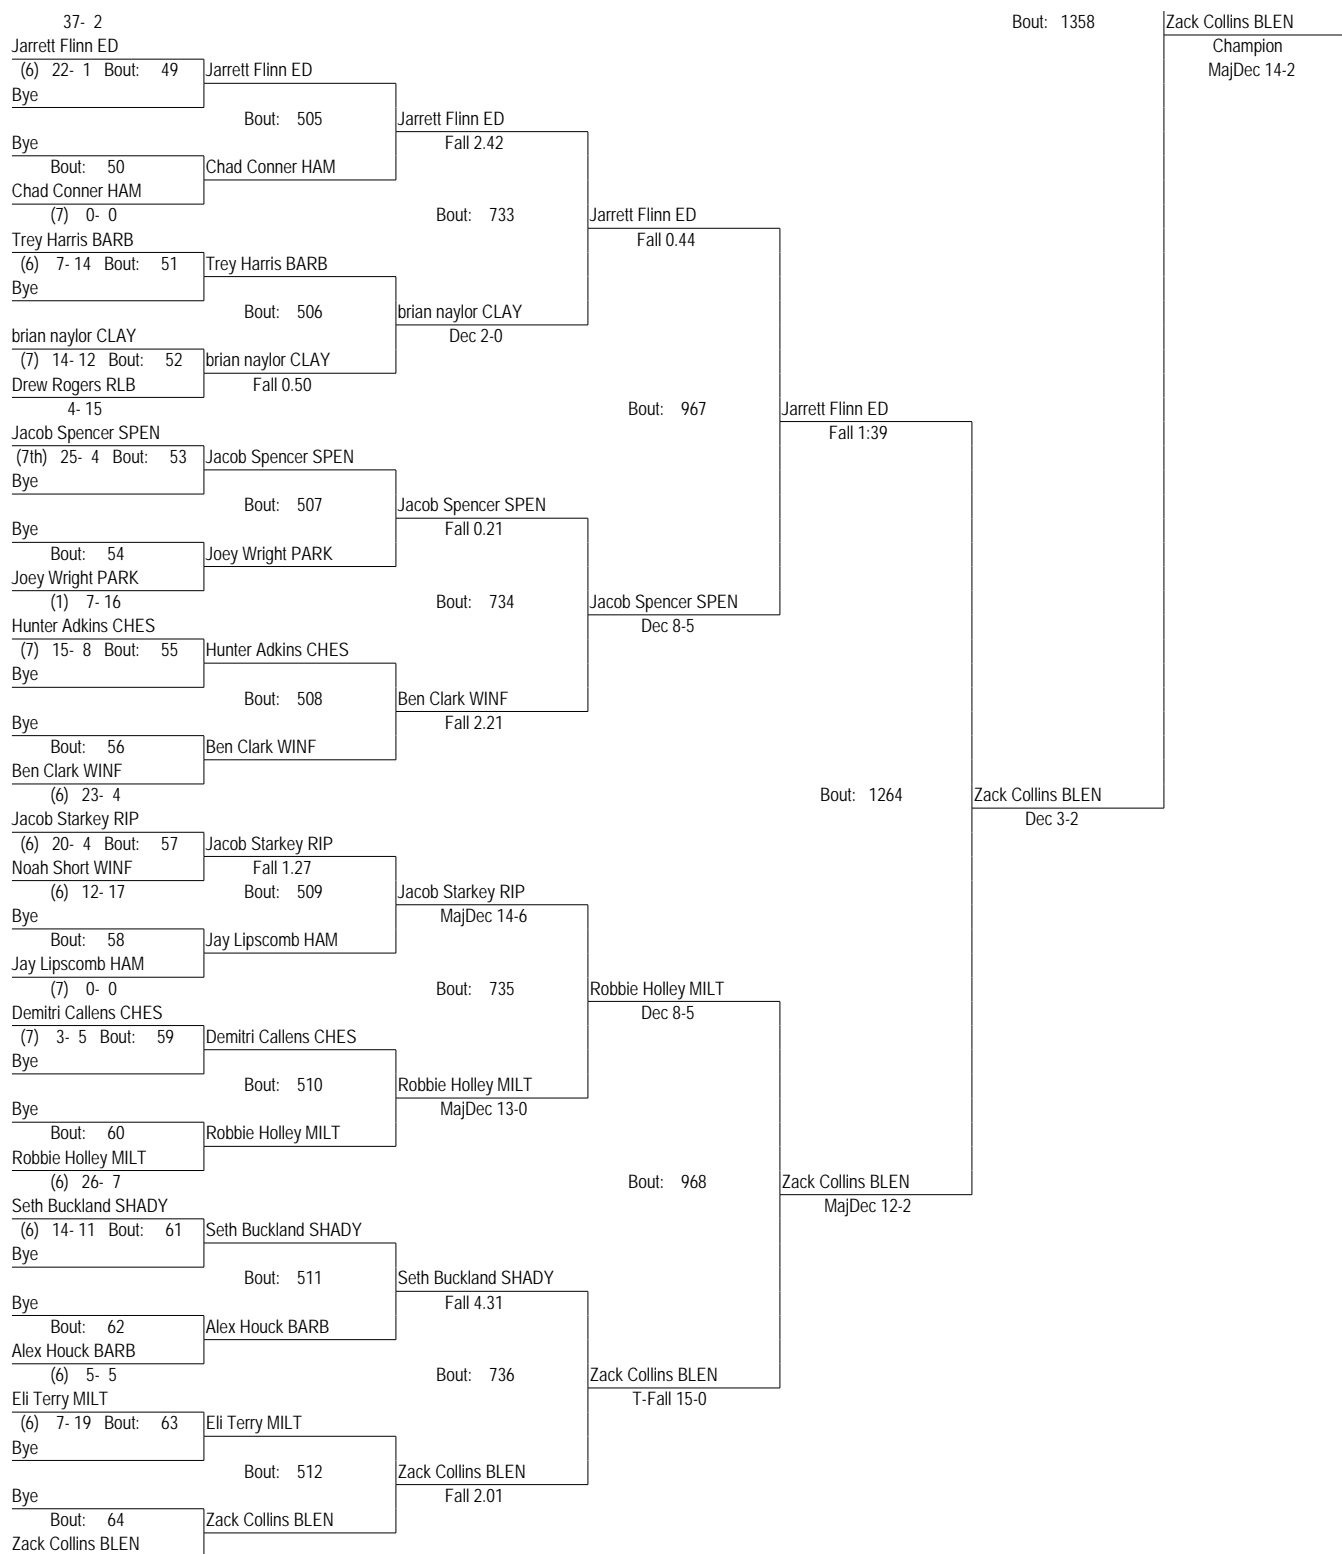 37- 2
Bout: 1358 Zack Collins BLEN
Jarrett Flinn ED
Champion
(6) 22- 1 Bout: 49 Jarrett Flinn ED
MajDec 14-2
Bye
Bout: 505 Jarrett Flinn ED
Bye
Fall 2.42
Bout: 50 Chad Conner HAM
Chad Conner HAM
(7) 0- 0
Bout: 733 Jarrett Flinn ED
Trey Harris BARB
Fall 0.44
(6) 7- 14 Bout: 51 Trey Harris BARB
Bye
Bout: 506 brian naylor CLAY
brian naylor CLAY
Dec 2-0
(7) 14- 12 Bout: 52 brian naylor CLAY
Drew Rogers RLB
Fall 0.50
4- 15
Bout: 967 Jarrett Flinn ED
Jacob Spencer SPEN
Fall 1:39
(7th) 25- 4 Bout: 53 Jacob Spencer SPEN
Bye
Bout: 507 Jacob Spencer SPEN
Bye
Fall 0.21
Bout: 54 Joey Wright PARK
Joey Wright PARK
(1) 7- 16
Bout: 734 Jacob Spencer SPEN
Hunter Adkins CHES
Dec 8-5
(7) 15- 8 Bout: 55 Hunter Adkins CHES
Bye
Bout: 508 Ben Clark WINF
Bye
Fall 2.21
Bout: 56 Ben Clark WINF
Ben Clark WINF
(6) 23- 4
Bout: 1264 Zack Collins BLEN
Jacob Starkey RIP
Dec 3-2
(6) 20- 4 Bout: 57 Jacob Starkey RIP
Noah Short WINF
Fall 1.27
(6) 12- 17
Bout: 509 Jacob Starkey RIP
Bye
MajDec 14-6
Bout: 58 Jay Lipscomb HAM
Jay Lipscomb HAM
(7) 0- 0
Bout: 735 Robbie Holley MILT
Demitri Callens CHES
Dec 8-5
(7) 3- 5 Bout: 59 Demitri Callens CHES
Bye
Bout: 510 Robbie Holley MILT
Bye
MajDec 13-0
Bout: 60 Robbie Holley MILT
Robbie Holley MILT
(6) 26- 7
Bout: 968 Zack Collins BLEN
Seth Buckland SHADY
MajDec 12-2
(6) 14- 11 Bout: 61 Seth Buckland SHADY
Bye
Bout: 511 Seth Buckland SHADY
Bye
Fall 4.31
Bout: 62 Alex Houck BARB
Alex Houck BARB
(6) 5- 5
Bout: 736 Zack Collins BLEN
Eli Terry MILT
T-Fall 15-0
(6) 7- 19 Bout: 63 Eli Terry MILT
Bye
Bout: 512 Zack Collins BLEN
Bye
Fall 2.01
Bout: 64 Zack Collins BLEN
Zack Collins BLEN